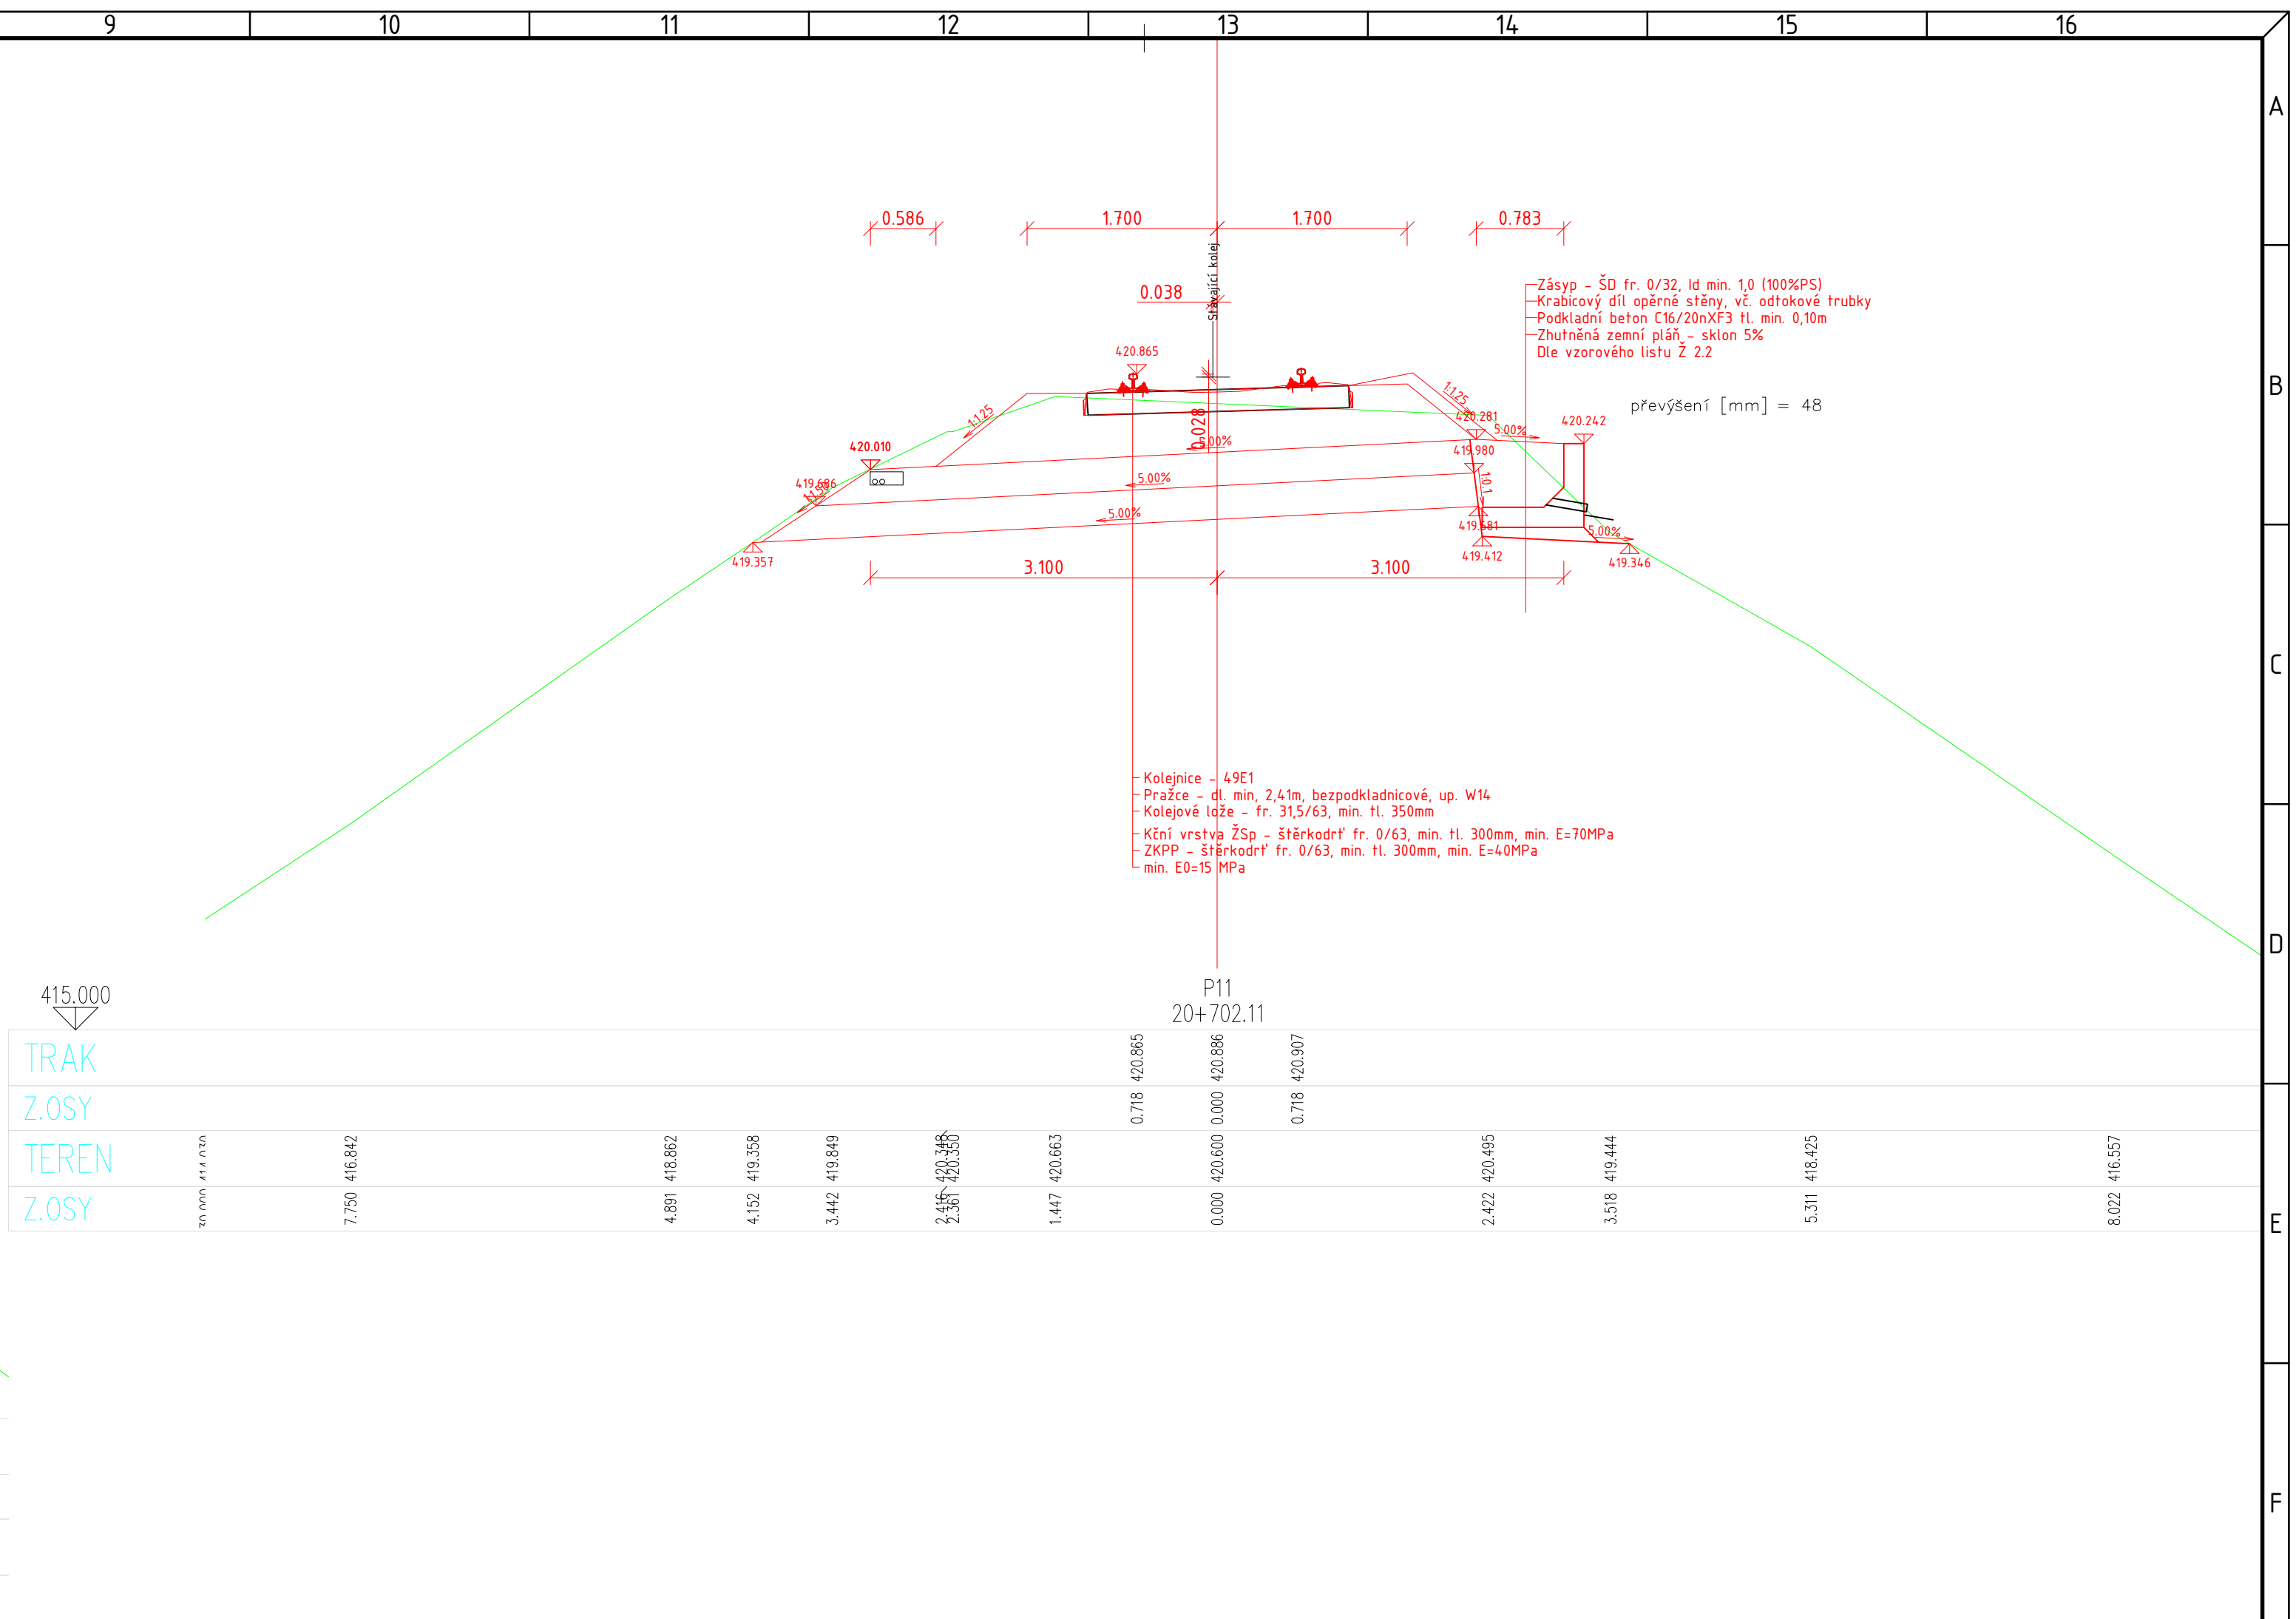 9 10 11 12 13 14 15 16
A
B
C
D
E
F
0.586 1.700 1.700 0.783
0.038
Stávající kolej
Zásyp - ŠD fr. 0/32, Id min. 1,0 (100%PS)
Krabicový díl opěrné stěny, vč. odtokové trubky
Podkladní beton C16/20nXF3 tl. min. 0,10m
Zhutněná zemní pláň - sklon 5%
Dle vzorového listu Ž 2.2
420.865
převýšení [mm] = 48
1:1.25
1:1.25
420.281
5.00%
420.242
0.028
5.00%
420.010
419.980
419.686
5.00%
1:0.1
5.00%
419.681
5.00%
419.357
419.412
419.346
3.100 3.100
Kolejnice - 49E1
Pražce - dl. min, 2,41m, bezpodkladnicové, up. W14
Kolejové lože - fr. 31,5/63, min. tl. 350mm
Kční vrstva ŽSp - štěrkodrť fr. 0/63, min. tl. 300mm, min. E=70MPa
ZKPP - štěrkodrť fr. 0/63, min. tl. 300mm, min. E=40MPa
min. E0=15 MPa
415.000
P11
20+702.11
TRAK 420.865 420.886 420.907
Z.OSY 0.718 0.000 0.718
TEREN 416.842 418.862 419.358 419.849 420.348 420.350 420.663 420.600 420.495 419.444 418.425 416.557
Z.OSY 7.750 4.891 4.152 3.442 2.416 2.361 1.447 0.000 2.422 3.518 5.311 8.022